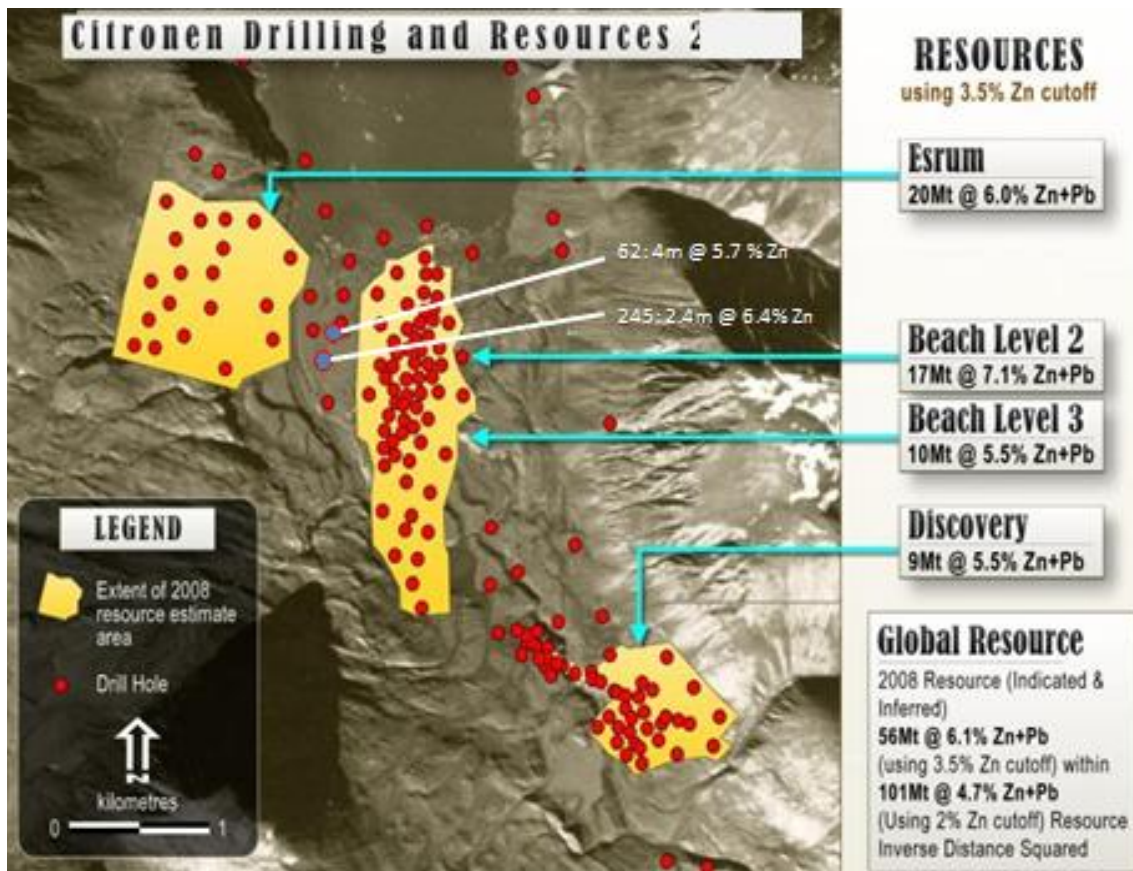 Citronen Drilling and Resources 2
RESOURCES
using 3.5% Zn cutoff
Esrum
20Mt @ 6.0% Zn+Pb
62: 4m @ 5.7 % Zn
245: 2.4m @ 6.4% Zn
Beach Level 2
17Mt @ 7.1% Zn+Pb
Beach Level 3
10Mt @ 5.5% Zn+Pb
Discovery
9Mt @ 5.5% Zn+Pb
LEGEND
Extent of 2008
resource estimate
area
Drill Hole
kilometres
0 1
Global Resource
2008 Resource (Indicated &
Inferred)
56Mt @ 6.1% Zn+Pb
(using 3.5% Zn cutoff) within
101Mt @ 4.7% Zn+Pb
(Using 2% Zn cutoff) Resource
Inverse Distance Squared